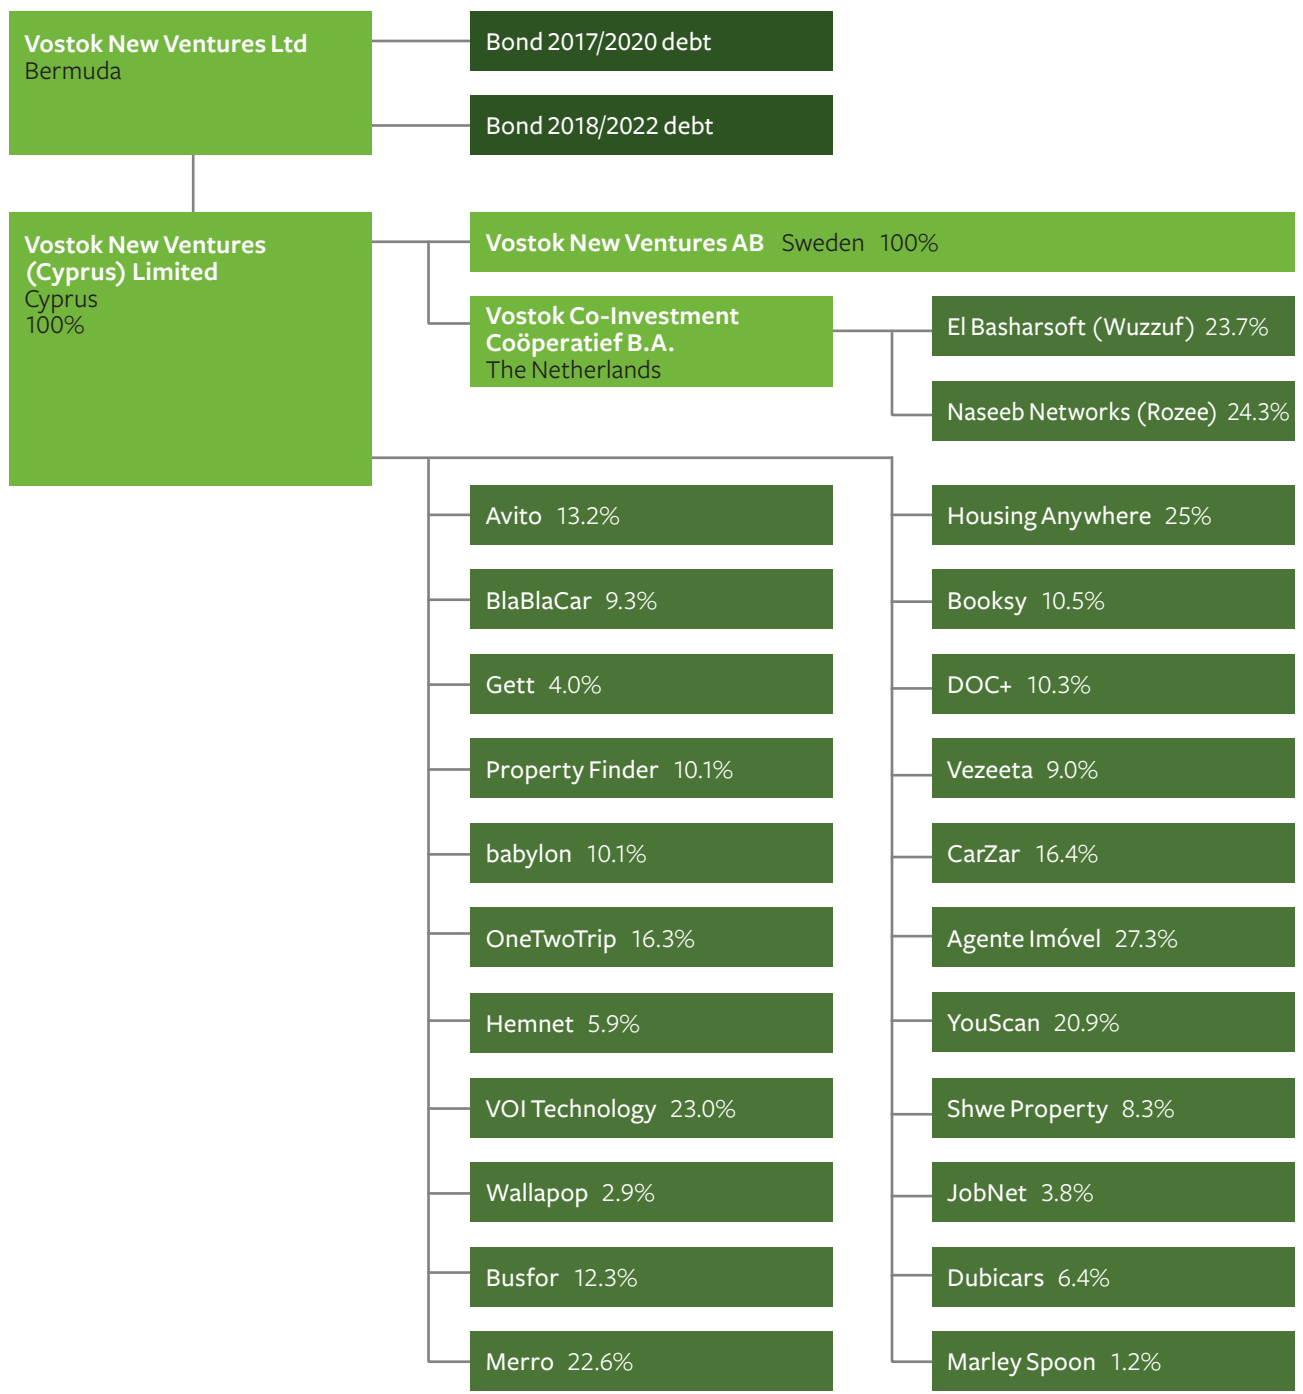 Vostok New Ventures Ltd
Bermuda
Bond 2017/2020 debt
Bond 2018/2022 debt
Vostok New Ventures
(Cyprus) Limited
Cyprus
100%
Vostok New Ventures AB Sweden 100%
Vostok Co-Investment
Coöperatief B.A.
The Netherlands
El Basharsoft (Wuzzuf) 23.7%
Naseeb Networks (Rozee) 24.3%
Avito 13.2%
BlaBlaCar 9.3%
Gett 4.0%
Property Finder 10.1%
babylon 10.1%
OneTwoTrip 16.3%
Hemnet 5.9%
VOI Technology 23.0%
Wallapop 2.9%
Busfor 12.3%
Merro 22.6%
Housing Anywhere 25%
Booksy 10.5%
DOC+ 10.3%
Vezeeta 9.0%
CarZar 16.4%
Agente Imóvel 27.3%
YouScan 20.9%
Shwe Property 8.3%
JobNet 3.8%
Dubicars 6.4%
Marley Spoon 1.2%